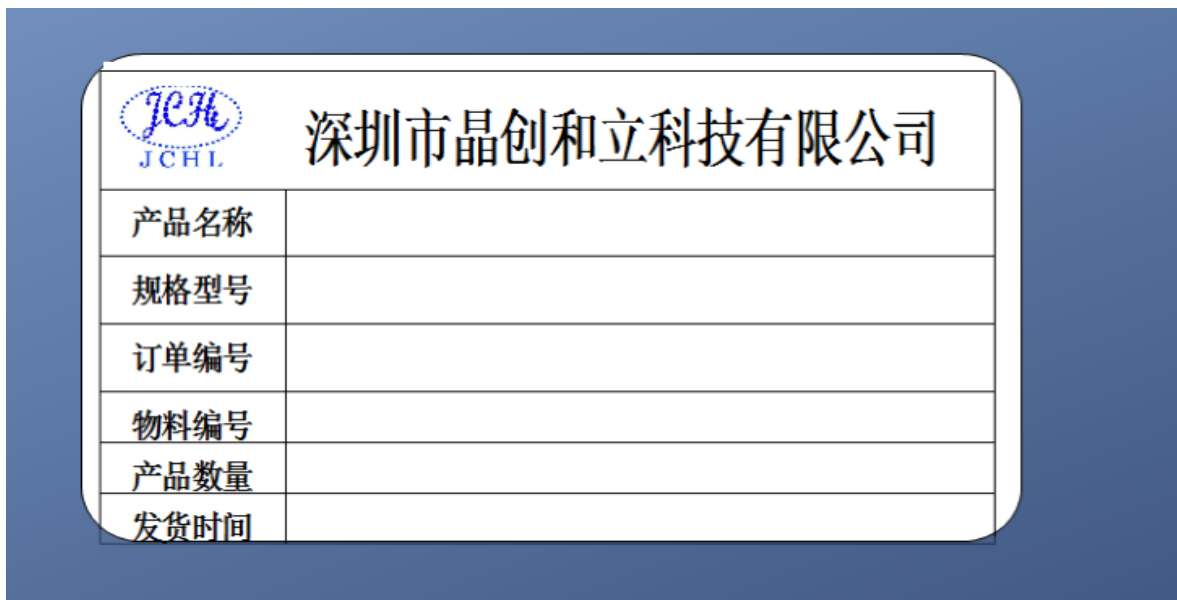 JCHL
JCHL
深圳市晶创和立科技有限公司
产品名称
规格型号
订单编号
物料编号
产品数量
发货时间